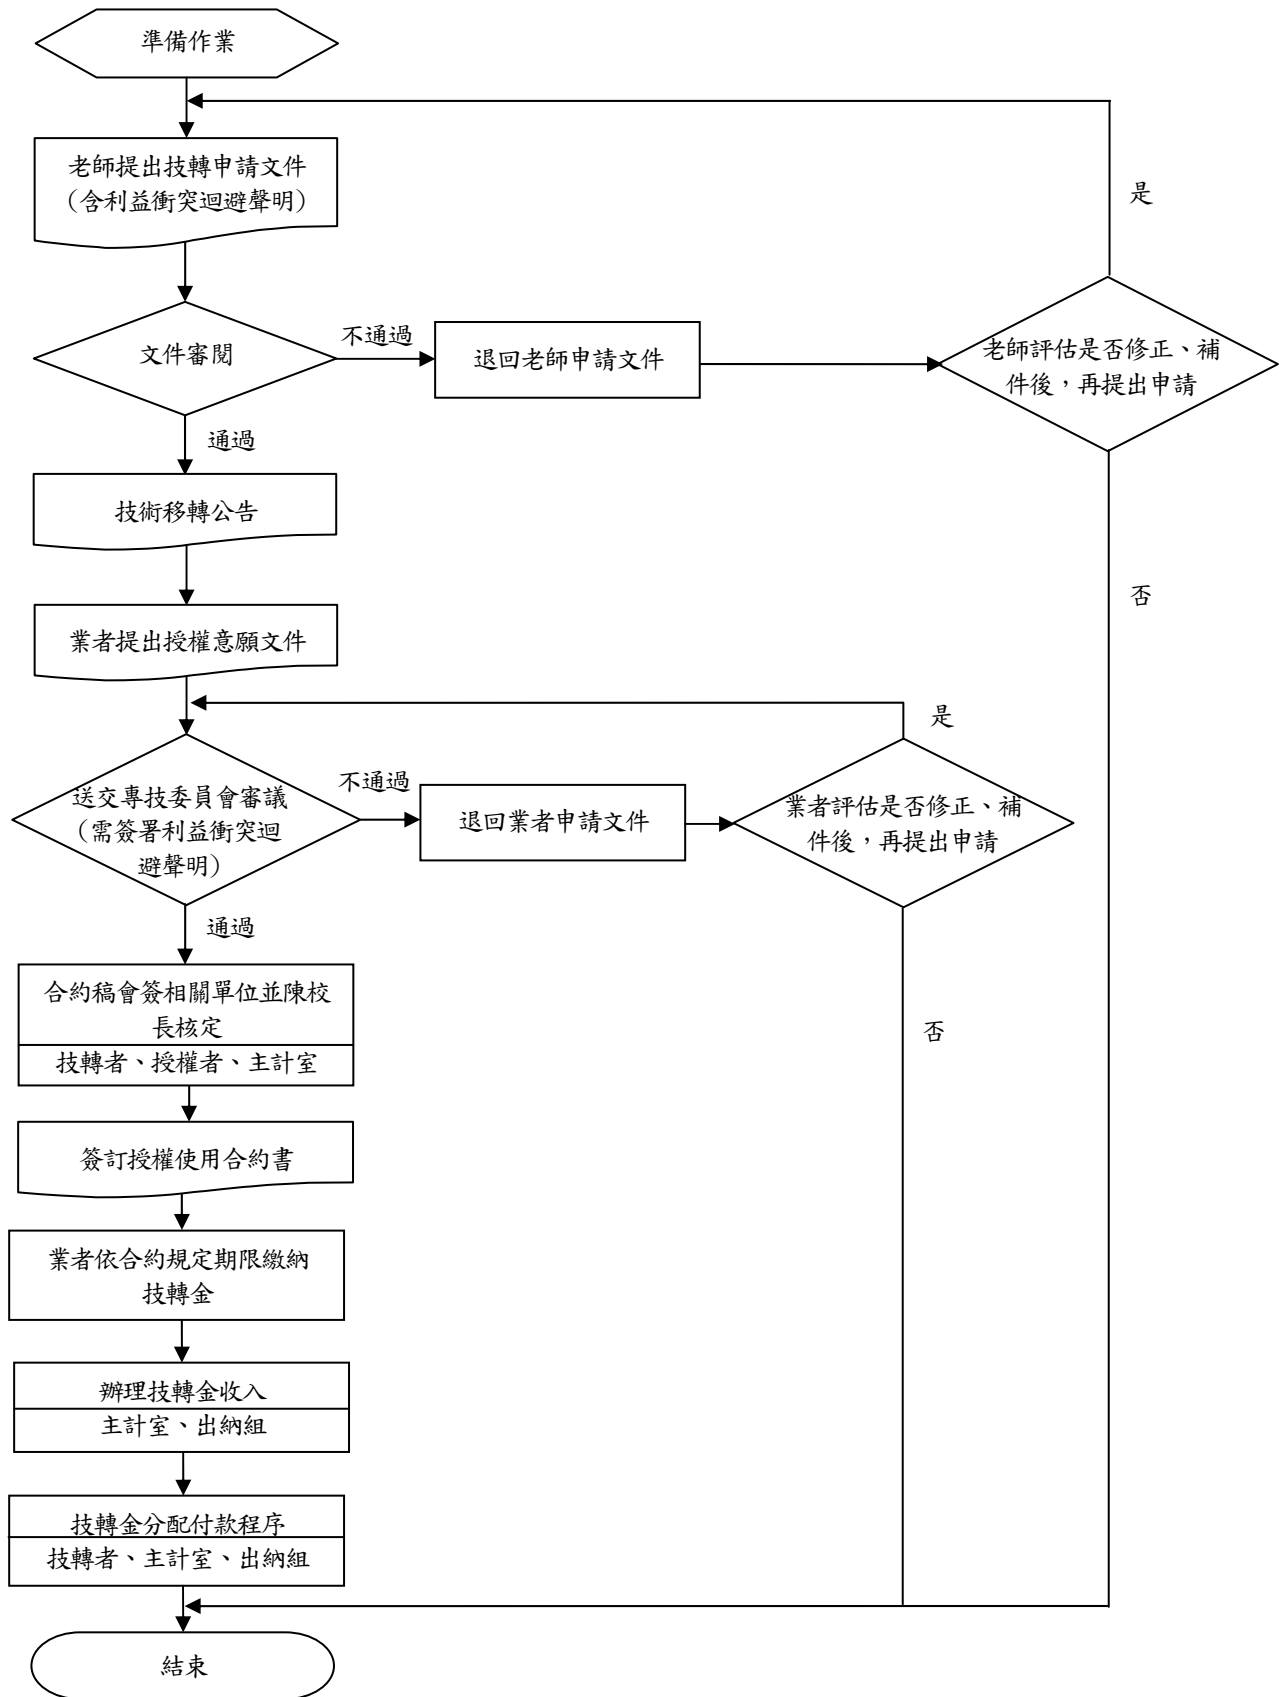 準備作業
老師提出技轉申請文件
（含利益衝突迴避聲明）
是
文件審閱
不通過
退回老師申請文件
老師評估是否修正、補
件後，再提出申請
通過
技術移轉公告
否
業者提出授權意願文件
是
送交專技委員會審議
（需簽署利益衝突迴
避聲明）
不通過
退回業者申請文件
業者評估是否修正、補
件後，再提出申請
通過
合約稿會簽相關單位並陳校
長核定
技轉者、授權者、主計室
否
簽訂授權使用合約書
業者依合約規定期限繳納
技轉金
辦理技轉金收入
主計室、出納組
技轉金分配付款程序
技轉者、主計室、出納組
結束